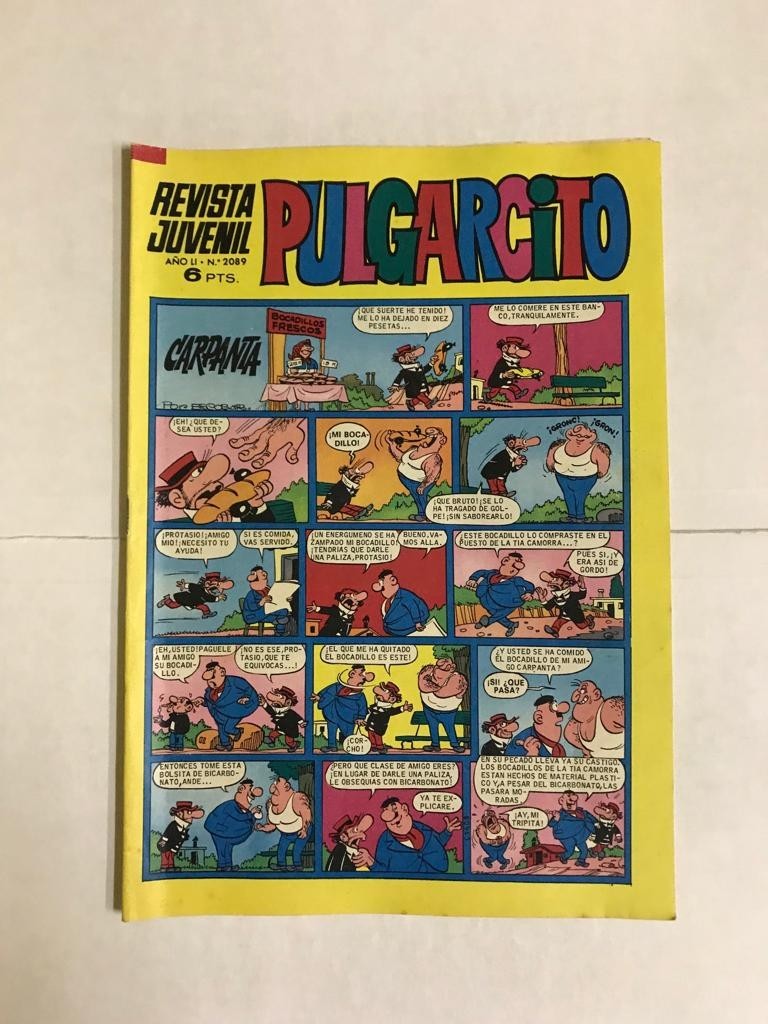 REVISTA
JUVENIL
AÑO LI • N.º 2089
6 PTS.
PULGARCITO
CARPANTA
POR ESCOBAR
BOCADILLOS
FRESCOS
¡QUE SUERTE HE TENIDO!
ME LO HA DEJADO EN DIEZ
PESETAS...
ME LO COMERE EN ESTE BAN-
CO, TRANQUILAMENTE.
¡EH! ¿QUE DE-
SEA USTED?
¡MI BOCA-
DILLO!
¡GRONC!
¡GRON!
¡QUE BRUTO! ¡SE LO
HA TRAGADO DE GOL-
PE! ¡SIN SABOREARLO!
¡PROTASIO! ¡AMIGO
MIO! ¡NECESITO TU
AYUDA!
SI ES COMIDA,
VAS SERVIDO.
¡UN ENERGUMENO SE HA
ZAMPADO MI BOCADILLO!
¡TENDRIAS QUE DARLE
UNA PALIZA, PROTASIO!
BUENO, VA-
MOS ALLA.
¿ESTE BOCADILLO LO COMPRASTE EN EL
PUESTO DE LA TIA CAMORRA...?
PUES SI, ¡Y
ERA ASI DE
GORDO!
¡EH, USTED! PAGUELE
A MI AMIGO
SU BOCADI-
LLO.
¡NO ES ESE, PRO-
TASIO, QUE TE
EQUIVOCAS...!
¡EL QUE ME HA QUITADO
EL BOCADILLO ES ESTE!
¡COR-
CHO!
¿Y USTED SE HA COMIDO
EL BOCADILLO DE MI AMI-
GO CARPANTA?
¡SI! ¿QUE
PASA?
ENTONCES TOME ESTA
BOLSITA DE BICARBO-
NATO, ANDE...
¿PERO QUE CLASE DE AMIGO ERES?
¡EN LUGAR DE DARLE UNA PALIZA,
LE OBSEQUIAS CON BICARBONATO!
YA TE EX-
PLICARE.
EN SU PECADO LLEVA YA SU CASTIGO.
LOS BOCADILLOS DE LA TIA CAMORRA
ESTAN HECHOS DE MATERIAL PLASTI-
CO Y, A PESAR DEL BICARBONATO, LAS
PASARA MO-
RADAS.
¡AY, MI
TRIPITA!